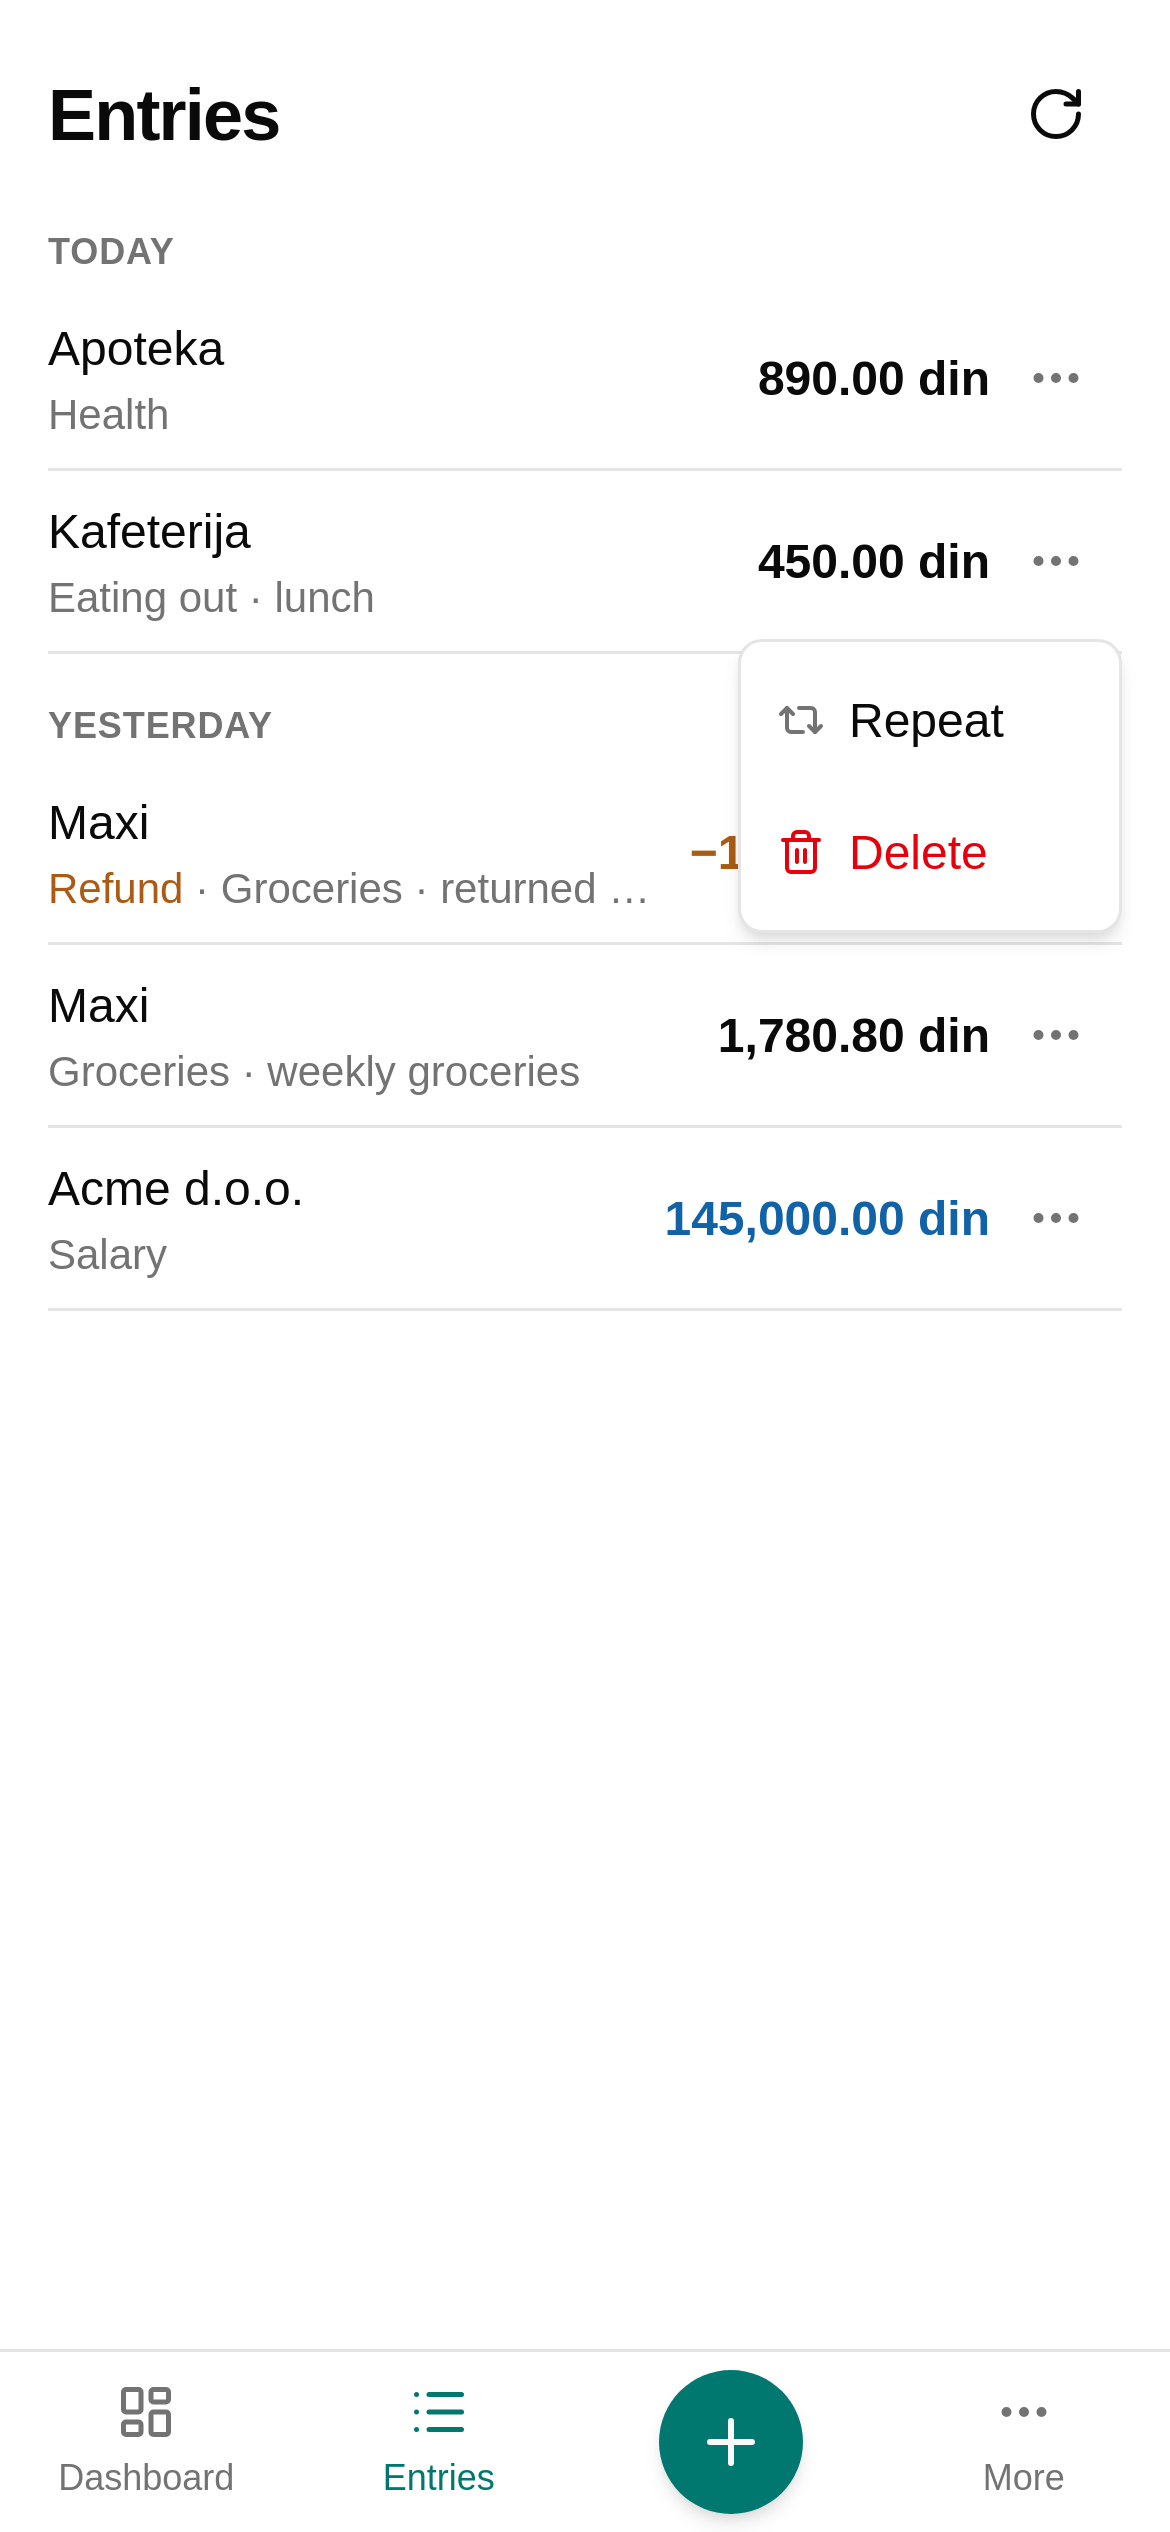 Entries
TODAY
Apoteka
Health
890.00 din
Kafeterija
Eating out · lunch
450.00 din
YESTERDAY
Repeat
Delete
Maxi
Refund · Groceries · returned …
Maxi
Groceries · weekly groceries
1,780.80 din
Acme d.o.o.
Salary
145,000.00 din
Dashboard
Entries
More